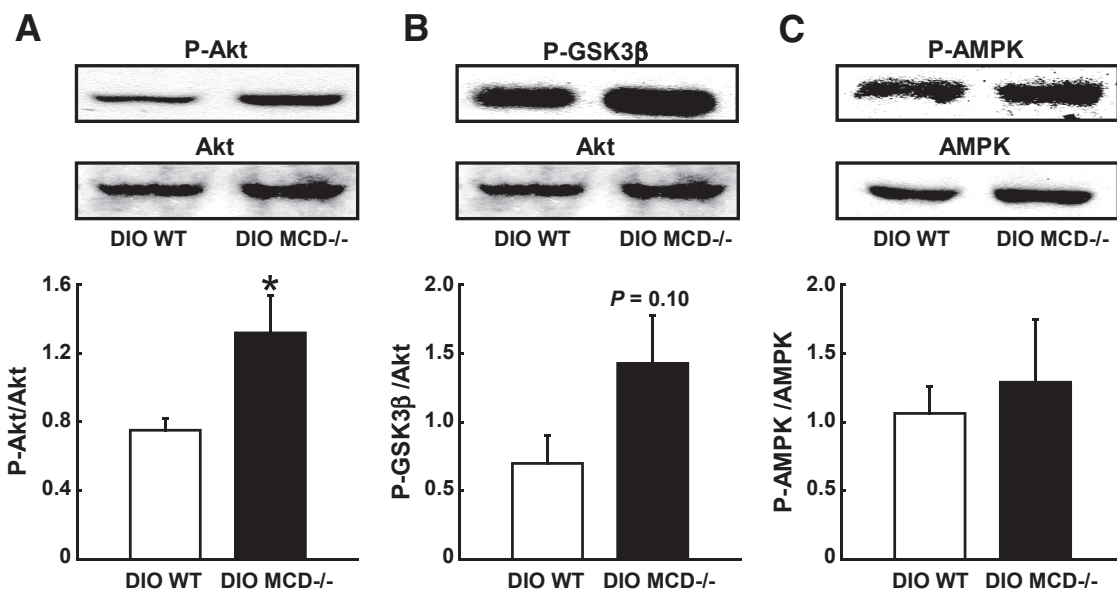 A
P-Akt
Akt
DIO WT DIO MCD-/-
P-Akt/Akt
1.6
1.2
0.8
0.4
0
*
DIO WT DIO MCD-/-
B
P-GSK3β
Akt
DIO WT DIO MCD-/-
P-GSK3β /Akt
2.0
1.5
1.0
0.5
0
P = 0.10
DIO WT DIO MCD-/-
C
P-AMPK
AMPK
DIO WT DIO MCD-/-
P-AMPK /AMPK
2.0
1.5
1.0
0.5
0
DIO WT DIO MCD-/-